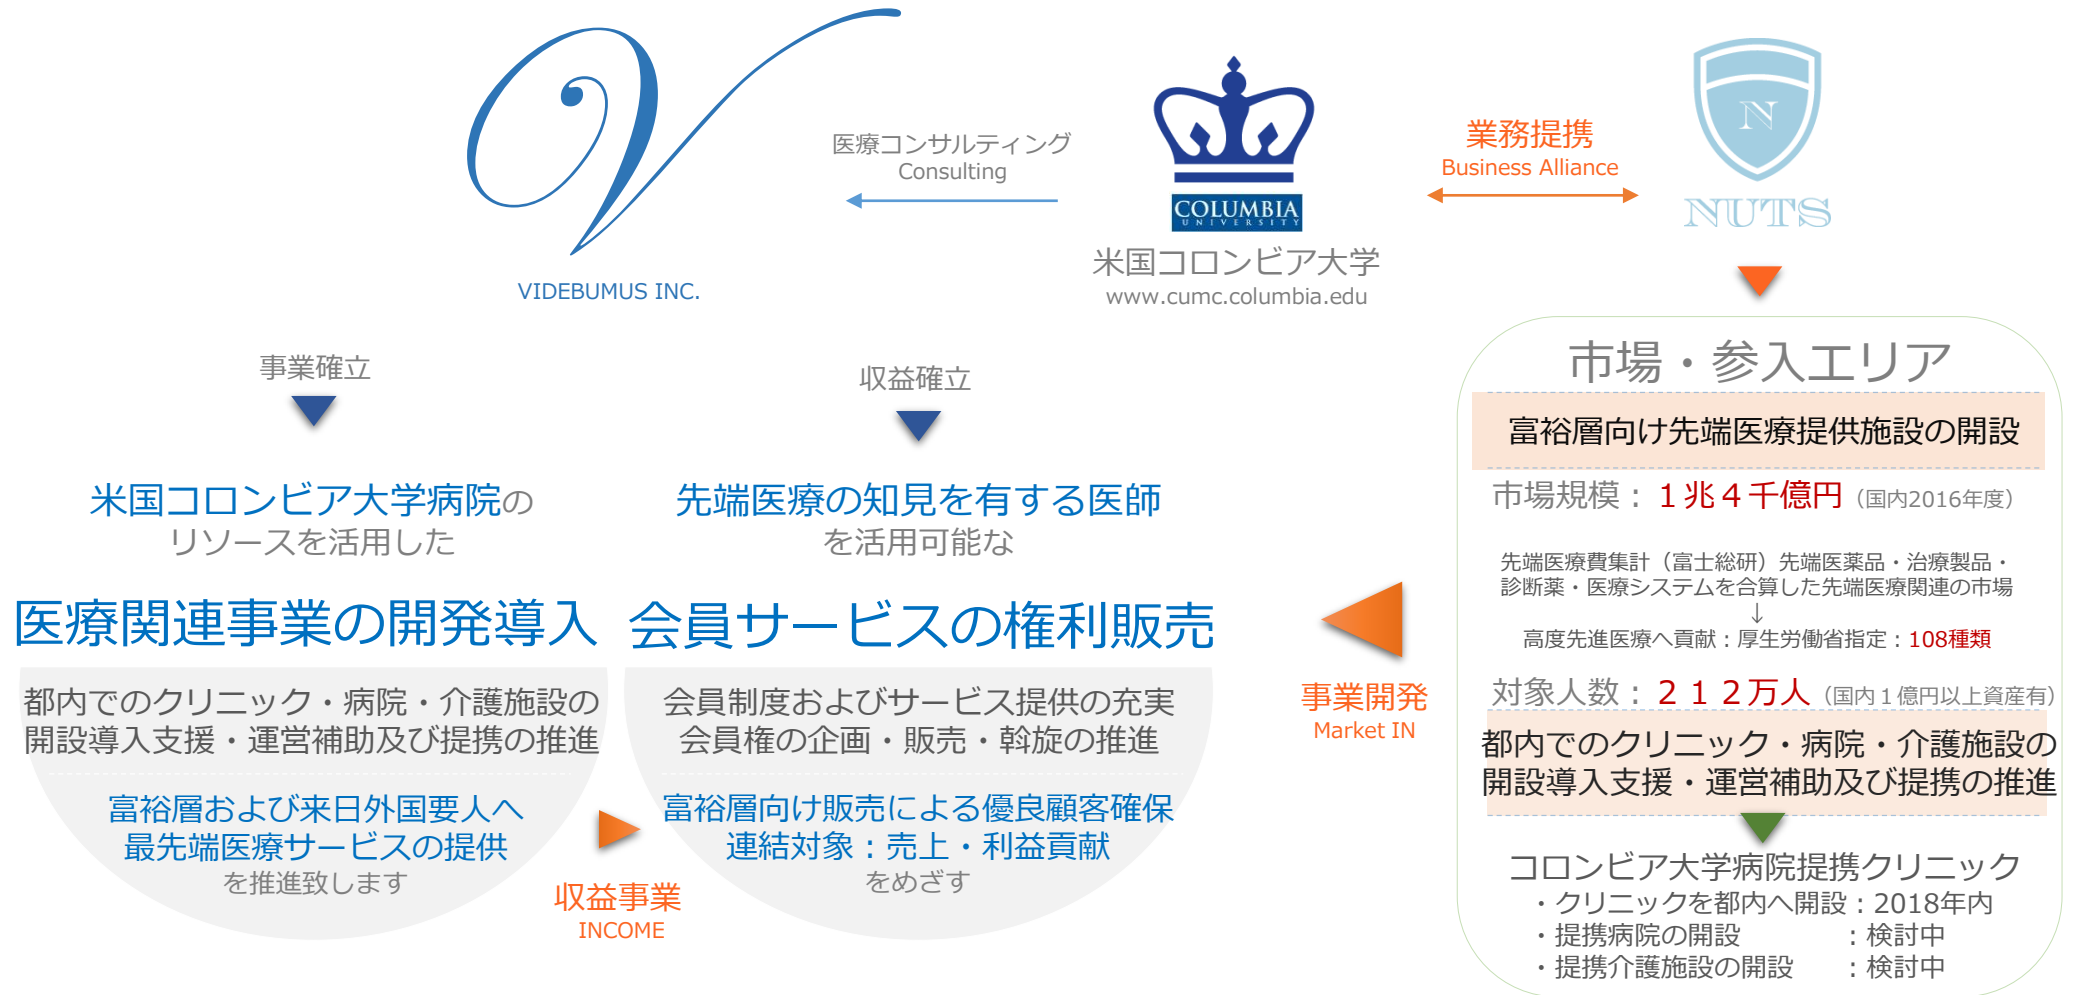 VIDEBUMUS INC.
医療コンサルティング
Consulting
COLUMBIA
UNIVERSITY
米国コロンビア大学
www.cumc.columbia.edu
業務提携
Business Alliance
N
NUTS
事業確立
収益確立
米国コロンビア大学病院の
リソースを活用した
医療関連事業の開発導入
都内でのクリニック・病院・介護施設の
開設導入支援・運営補助及び提携の推進
富裕層および来日外国要人へ
最先端医療サービスの提供
を推進致します
収益事業
INCOME
先端医療の知見を有する医師
を活用可能な
会員サービスの権利販売
会員制度およびサービス提供の充実
会員権の企画・販売・斡旋の推進
富裕層向け販売による優良顧客確保
連結対象：売上・利益貢献
をめざす
事業開発
Market IN
市場・参入エリア
富裕層向け先端医療提供施設の開設
市場規模：１兆４千億円（国内2016年度）
先端医療費集計（富士総研）先端医薬品・治療製品・
診断薬・医療システムを合算した先端医療関連の市場
↓
高度先進医療へ貢献：厚生労働省指定：108種類
対象人数：２１２万人（国内１億円以上資産有）
都内でのクリニック・病院・介護施設の
開設導入支援・運営補助及び提携の推進
コロンビア大学病院提携クリニック
・クリニックを都内へ開設：2018年内
・提携病院の開設　　　：検討中
・提携介護施設の開設　：検討中